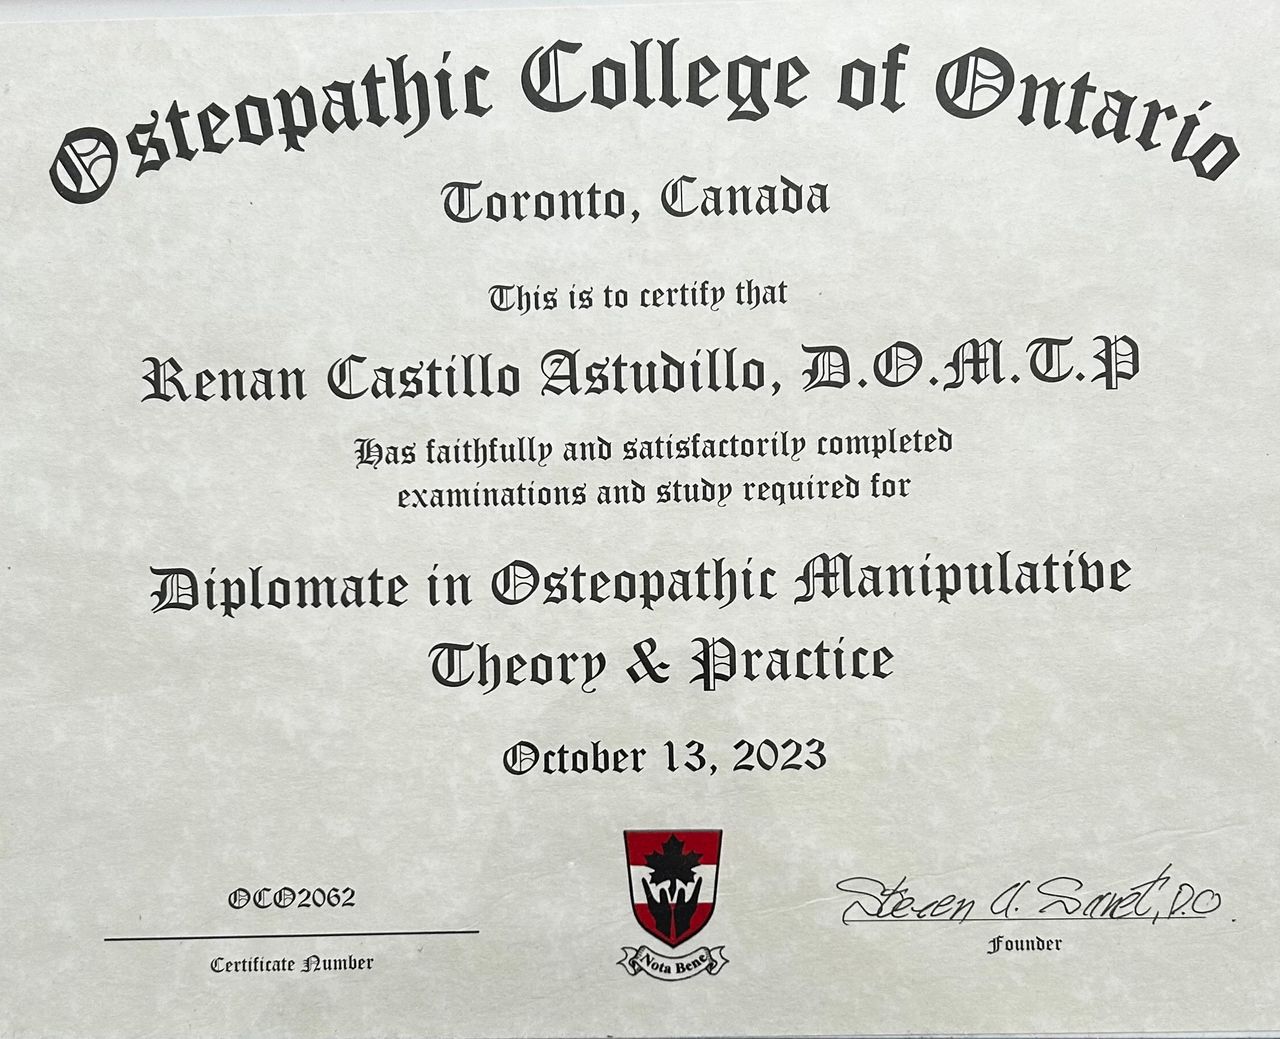 Osteopathic College of Ontario
Toronto, Canada
This is to certify that
Renan Castillo Astudillo, D.O.M.T.P
Has faithfully and satisfactorily completed
examinations and study required for
Diplomate in Osteopathic Manipulative
Theory & Practice
October 13, 2023
OCO2062
Certificate Number
Nota Bene
Steven D.O.
Founder